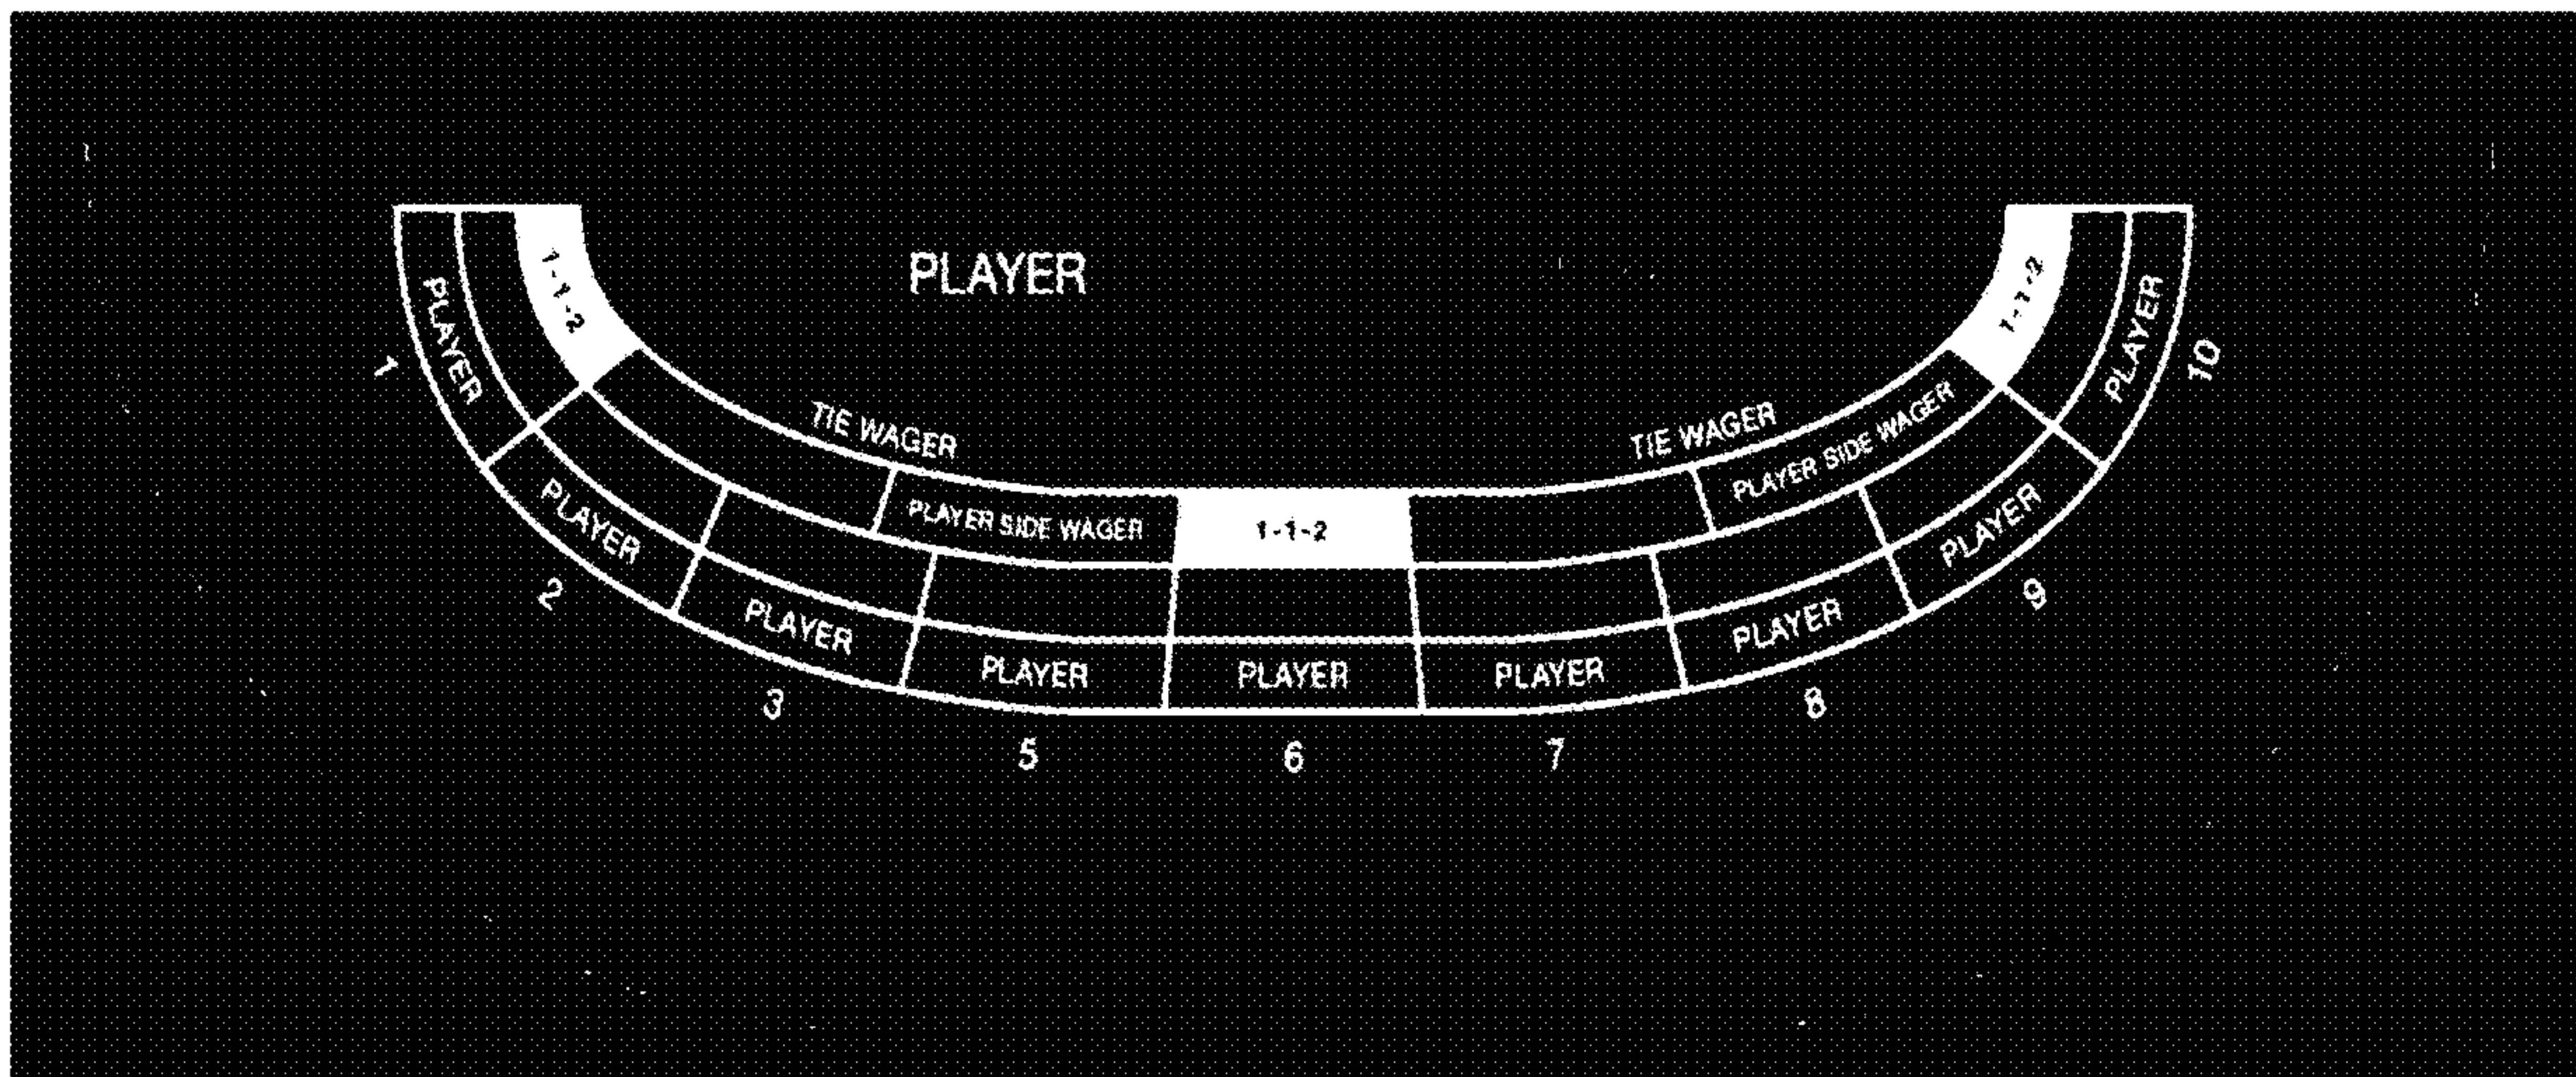 PLAYER
1-1-2
1-1-2
TIE WAGER
TIE WAGER
PLAYER SIDE WAGER
1-1-2
PLAYER SIDE WAGER
PLAYER
PLAYER
PLAYER
PLAYER
PLAYER
PLAYER
PLAYER
PLAYER
PLAYER
1
2
3
5
6
7
8
9
10